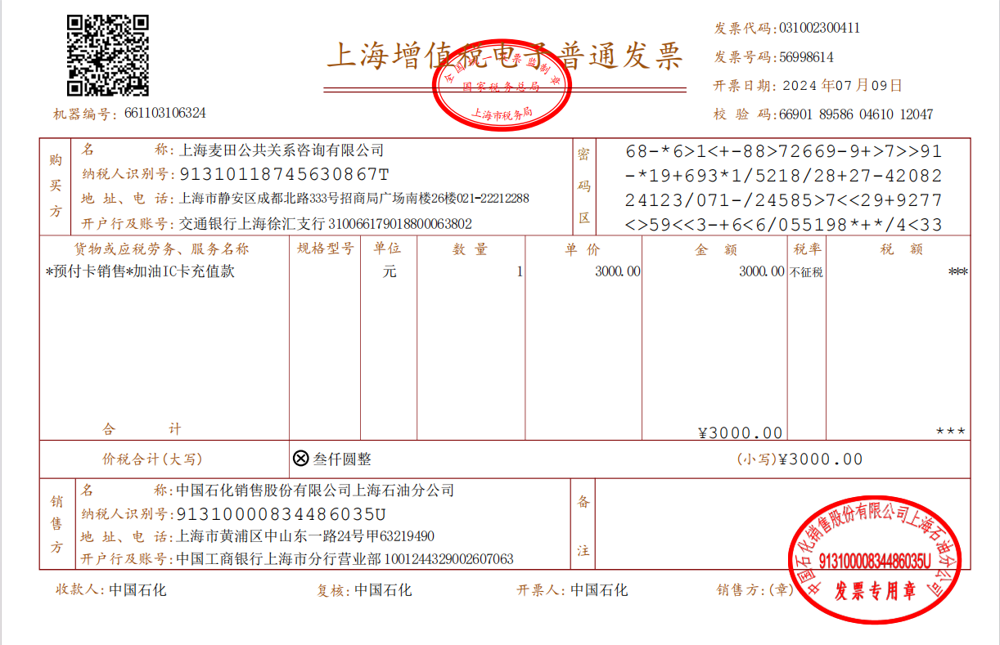 上海增值税电子普通发票
全国统一发票监制章
国家税务总局
上海市税务局
发票代码:031002300411
发票号码:56998614
开票日期: 2024 年07 月09日
校 验 码:66901 89586 04610 12047
机器编号: 661103106324
购买方
名 称: 上海麦田公共关系咨询有限公司
纳税人识别号: 91310118745630867T
地 址、电 话: 上海市静安区成都北路333号招商局广场南楼26楼021-22212288
开户行及账号: 交通银行上海徐汇支行 310066179018800063802
密码区
68-*6>1<+-88>72669-9+>7>>91
-*19+693*1/5218/28+27-42082
24123/071-/24585>7<<29+9277
<>59<<3-+6<6/055198*+*/4<33
货物或应税劳务、服务名称 规格型号 单位 数 量 单 价 金 额 税率 税 额
*预付卡销售*加油IC卡充值款 元 1 3000.00 3000.00 不征税 ***
合 计 ¥3000.00 ***
价税合计(大写) ⊗ 叁仟圆整 (小写)¥3000.00
销售方
名 称: 中国石化销售股份有限公司上海石油分公司
纳税人识别号: 91310000834486035U
地 址、电 话: 上海市黄浦区中山东一路24号甲63219490
开户行及账号: 中国工商银行上海市分行营业部 1001244329002607063
备注
收款人: 中国石化 复核: 中国石化 开票人: 中国石化 销售方: (章)
中国石化销售股份有限公司上海石油分公司
91310000834486035U
发票专用章